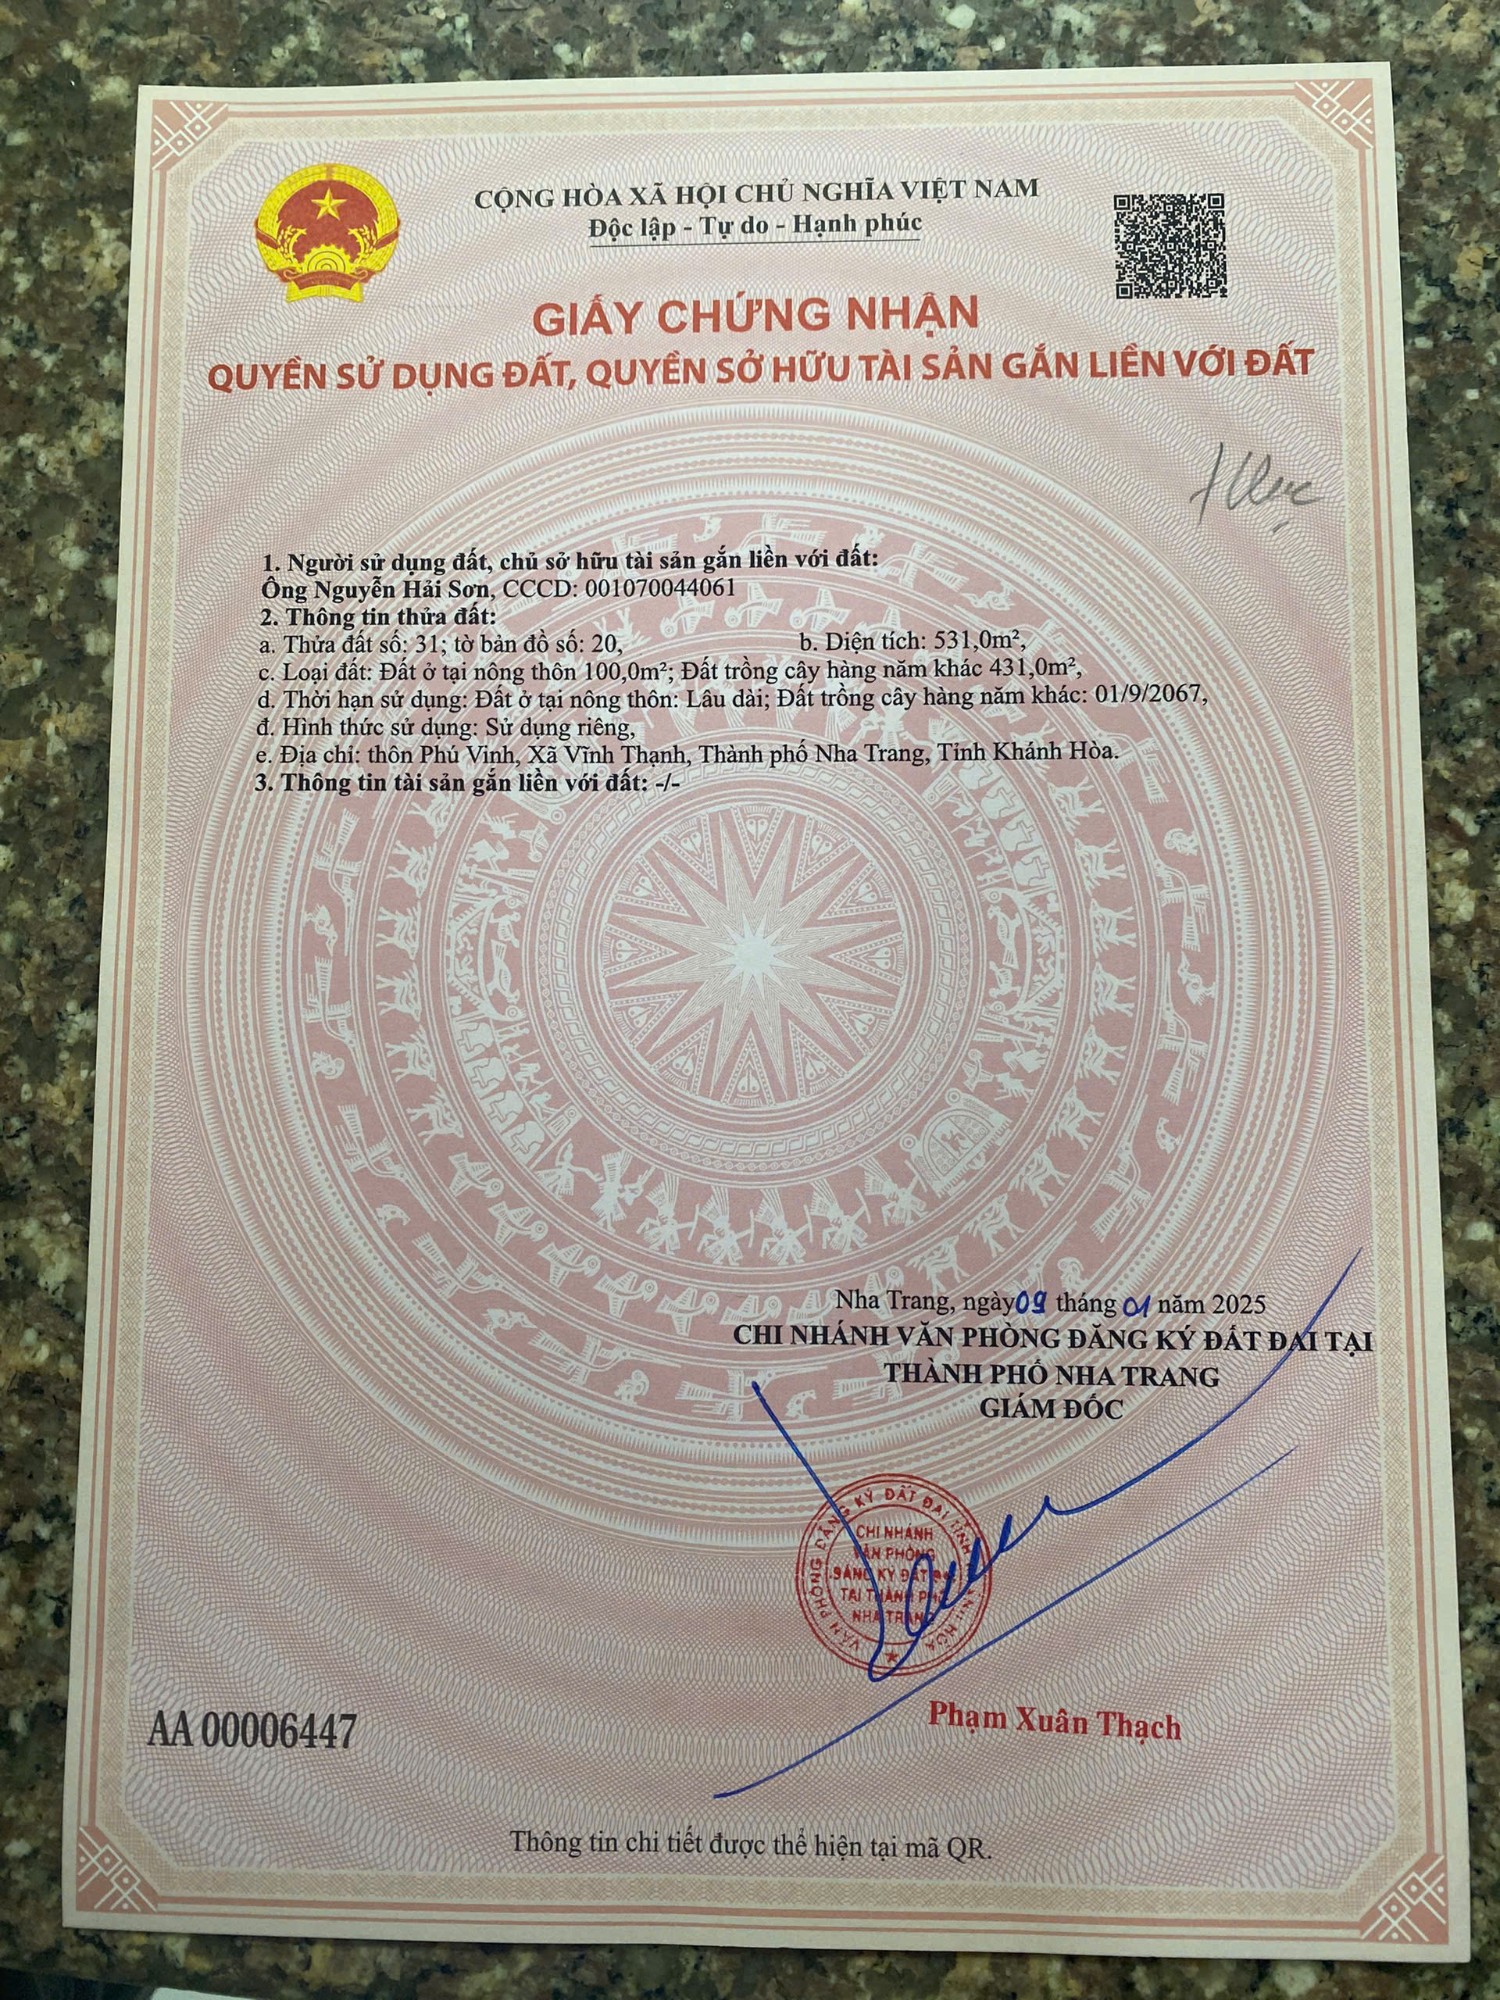 CỘNG HÒA XÃ HỘI CHỦ NGHĨA VIỆT NAM
Độc lập - Tự do - Hạnh phúc
GIẤY CHỨNG NHẬN
QUYỀN SỬ DỤNG ĐẤT, QUYỀN SỞ HỮU TÀI SẢN GẮN LIỀN VỚI ĐẤT
1. Người sử dụng đất, chủ sở hữu tài sản gắn liền với đất:
Ông Nguyễn Hải Sơn, CCCD: 001070044061
2. Thông tin thửa đất:
a. Thửa đất số: 31; tờ bản đồ số: 20, b. Diện tích: 531,0m²,
c. Loại đất: Đất ở tại nông thôn 100,0m²; Đất trồng cây hàng năm khác 431,0m²,
d. Thời hạn sử dụng: Đất ở tại nông thôn: Lâu dài; Đất trồng cây hàng năm khác: 01/9/2067,
đ. Hình thức sử dụng: Sử dụng riêng,
e. Địa chỉ: thôn Phú Vinh, Xã Vĩnh Thạnh, Thành phố Nha Trang, Tỉnh Khánh Hòa.
3. Thông tin tài sản gắn liền với đất: -/-
Nha Trang, ngày 09 tháng 01 năm 2025
CHI NHÁNH VĂN PHÒNG ĐĂNG KÝ ĐẤT ĐAI TẠI
THÀNH PHỐ NHA TRANG
GIÁM ĐỐC
VĂN PHÒNG ĐĂNG KÝ ĐẤT ĐAI TỈNH KHÁNH HÒA
CHI NHÁNH
VĂN PHÒNG
ĐĂNG KÝ ĐẤT ĐAI
TẠI THÀNH PHỐ
NHA TRANG
Phạm Xuân Thạch
AA 00006447
Thông tin chi tiết được thể hiện tại mã QR.